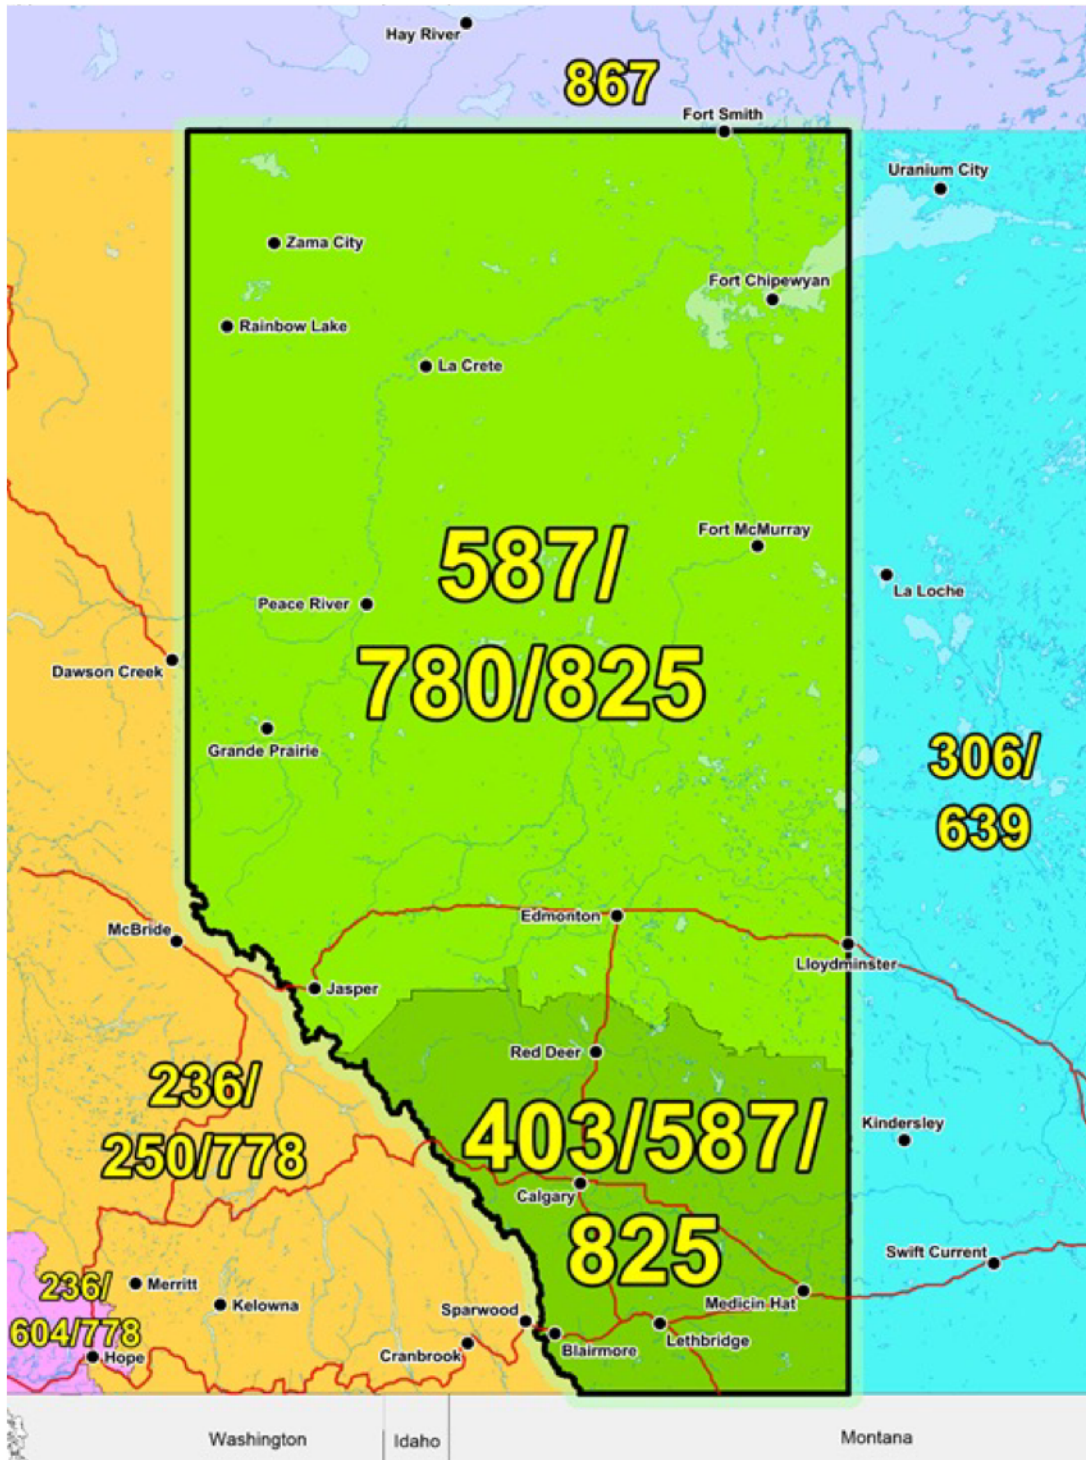 Hay River
867
Fort Smith
Uranium City
Zama City
Fort Chipewyan
Rainbow Lake
La Crete
587/
780/825
Fort McMurray
La Loche
Peace River
Dawson Creek
Grande Prairie
306/
639
Edmonton
McBride
Lloydminster
Jasper
Red Deer
236/
250/778
403/587/
825
Kindersley
Calgary
Swift Current
236/
604/778
Merritt
Kelowna
Medicin Hat
Sparwood
Lethbridge
Blairmore
Cranbrook
Hope
Washington
Idaho
Montana